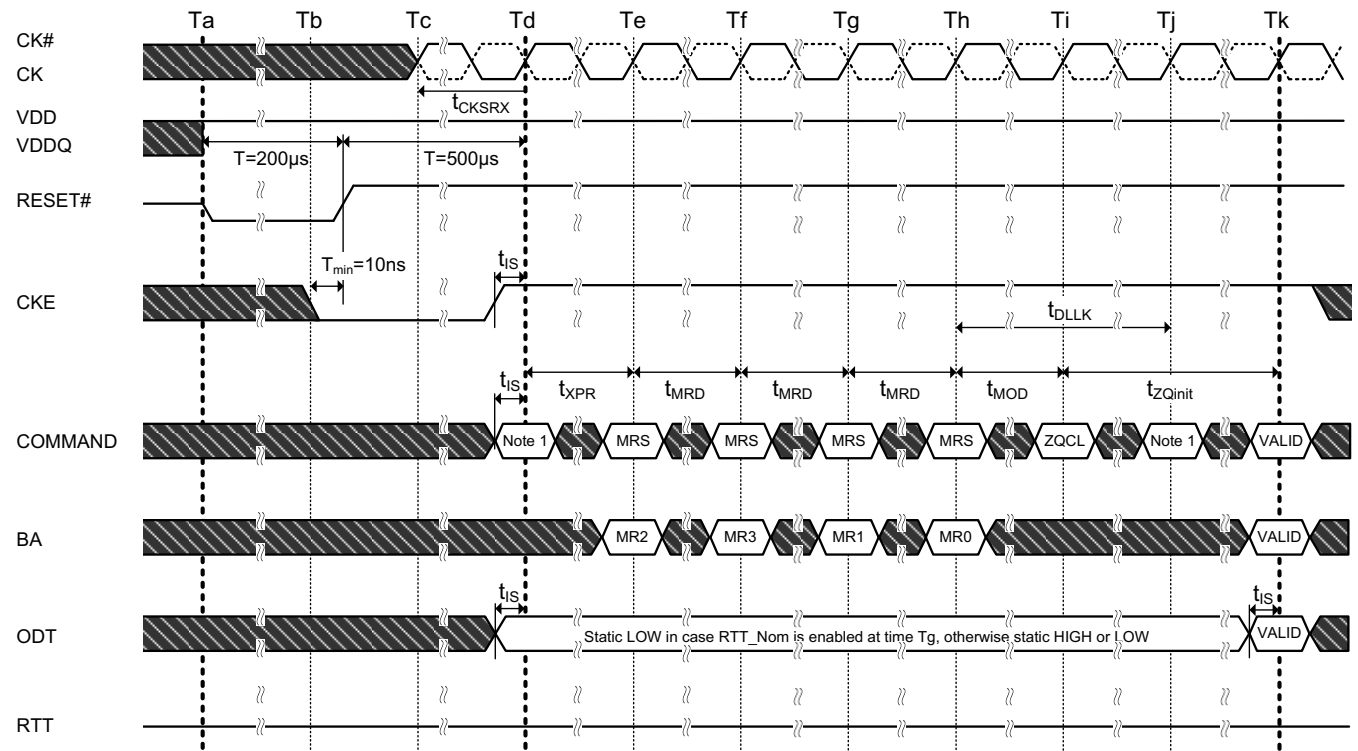 Ta Tb Tc Td Te Tf Tg Th Ti Tj Tk
CK#
CK
tCKSRX
VDD
VDDQ
T=200µs T=500µs
RESET#
Tmin=10ns tIS
CKE
tDLLK
tIS tXPR tMRD tMRD tMRD tMOD tZQinit
COMMAND Note 1 MRS MRS MRS MRS ZQCL Note 1 VALID
BA MR2 MR3 MR1 MR0 VALID
tIS tIS
ODT Static LOW in case RTT_Nom is enabled at time Tg, otherwise static HIGH or LOW VALID
RTT